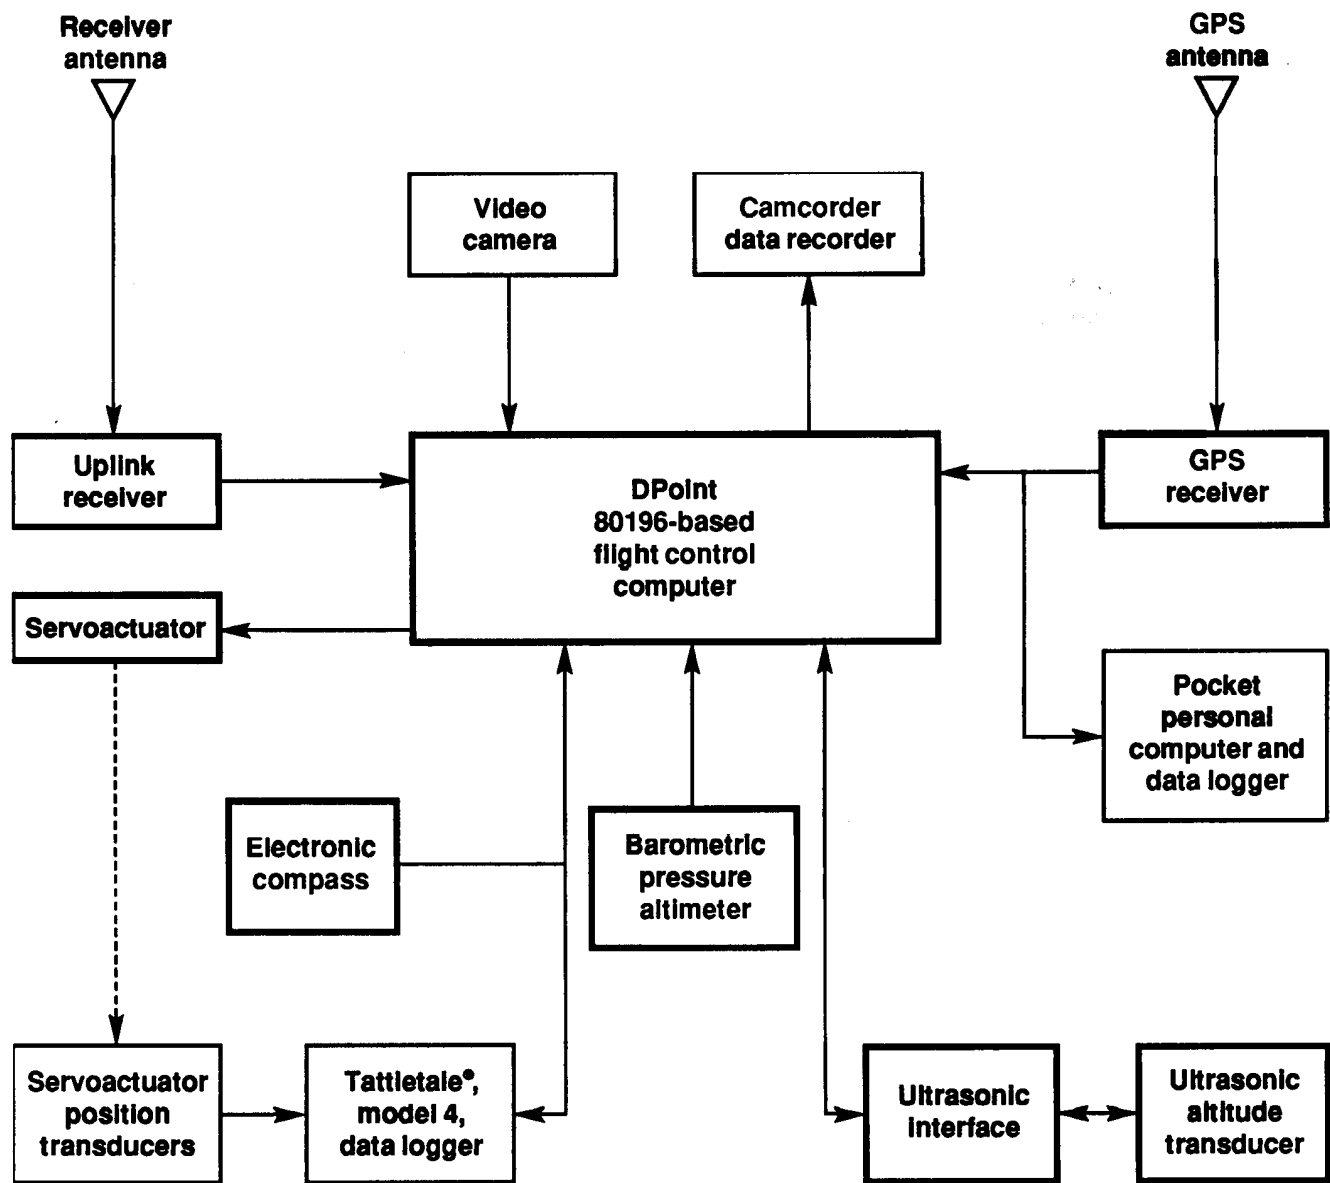 Receiver
antenna
GPS
antenna
Video
camera
Camcorder
data recorder
Uplink
receiver
DPoint
80196-based
flight control
computer
GPS
receiver
Servoactuator
Pocket
personal
computer and
data logger
Electronic
compass
Barometric
pressure
altimeter
Servoactuator
position
transducers
Tattletale®,
model 4,
data logger
Ultrasonic
interface
Ultrasonic
altitude
transducer